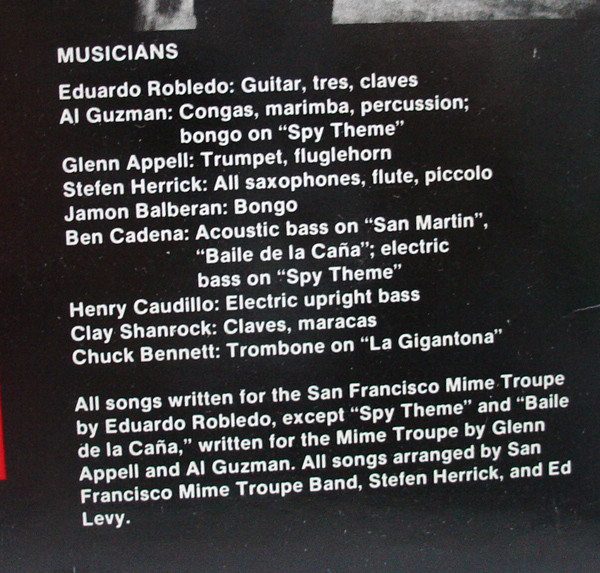 MUSICIANS
Eduardo Robledo: Guitar, tres, claves
Al Guzman: Congas, marimba, percussion;
bongo on “Spy Theme”
Glenn Appell: Trumpet, fluglehorn
Stefen Herrick: All saxophones, flute, piccolo
Jamon Balberan: Bongo
Ben Cadena: Acoustic bass on “San Martin”,
“Baile de la Caña”; electric
bass on “Spy Theme”
Henry Caudillo: Electric upright bass
Clay Shanrock: Claves, maracas
Chuck Bennett: Trombone on “La Gigantona”
All songs written for the San Francisco Mime Troupe
by Eduardo Robledo, except “Spy Theme” and “Baile
de la Caña,” written for the Mime Troupe by Glenn
Appell and Al Guzman. All songs arranged by San
Francisco Mime Troupe Band, Stefen Herrick, and Ed
Levy.